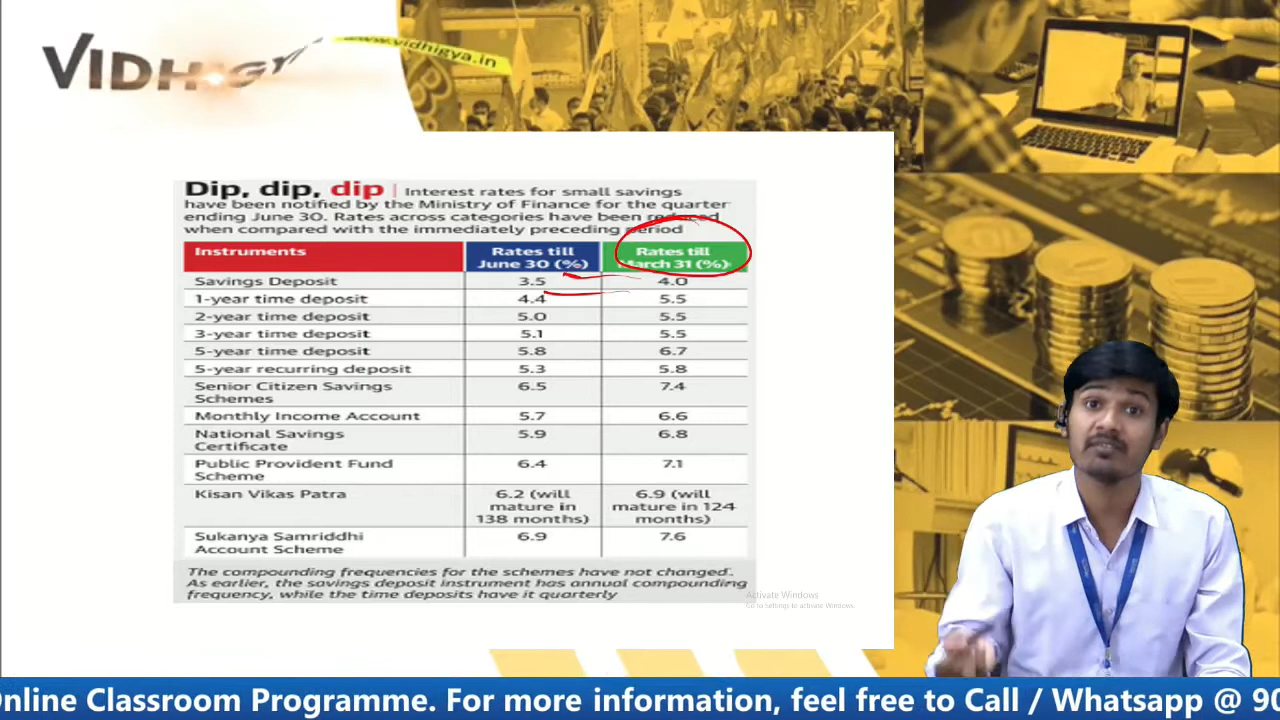 VIDHIGYA
www.vidhigya.in
Dip, dip, dip | Interest rates for small savings
have been notified by the Ministry of Finance for the quarter
ending June 30. Rates across categories have been reduced
when compared with the immediately preceding period
Instruments Rates till June 30 (%) Rates till March 31 (%)
Savings Deposit 3.5 4.0
1-year time deposit 4.4 5.5
2-year time deposit 5.0 5.5
3-year time deposit 5.1 5.5
5-year time deposit 5.8 6.7
5-year recurring deposit 5.3 5.8
Senior Citizen Savings Schemes 6.5 7.4
Monthly Income Account 5.7 6.6
National Savings Certificate 5.9 6.8
Public Provident Fund Scheme 6.4 7.1
Kisan Vikas Patra 6.2 (will mature in 138 months) 6.9 (will mature in 124 months)
Sukanya Samriddhi Account Scheme 6.9 7.6
The compounding frequencies for the schemes have not changed.
As earlier, the savings deposit instrument has annual compounding
frequency, while the time deposits have it quarterly
Activate Windows
Go to Settings to activate Windows.
nline Classroom Programme. For more information, feel free to Call / Whatsapp @ 90